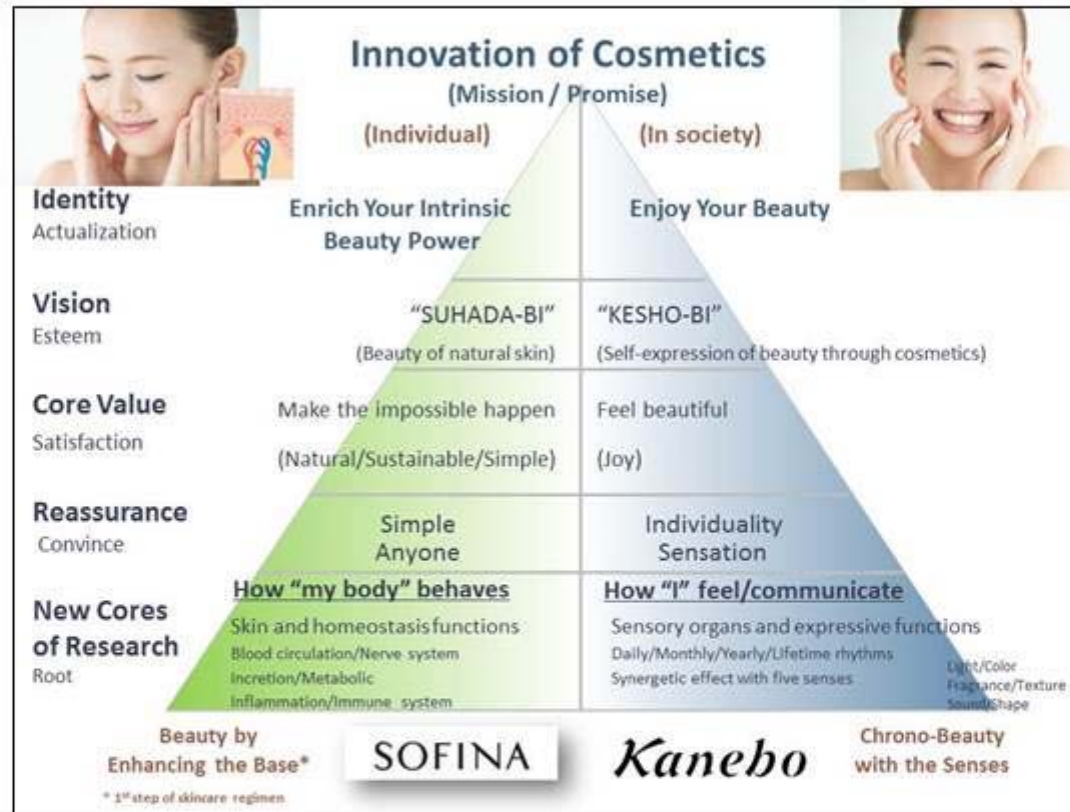 Innovation of Cosmetics
(Mission / Promise)
(Individual)
(In society)
Identity
Actualization
Enrich Your Intrinsic
Beauty Power
Enjoy Your Beauty
Vision
Esteem
"SUHADA-BI"
(Beauty of natural skin)
"KESHO-BI"
(Self-expression of beauty through cosmetics)
Core Value
Satisfaction
Make the impossible happen
(Natural/Sustainable/Simple)
Feel beautiful
(Joy)
Reassurance
Convince
Simple
Anyone
Individuality
Sensation
New Cores
of Research
Root
How "my body" behaves
Skin and homeostasis functions
Blood circulation/Nerve system
Incretion/Metabolic
Inflammation/Immune system
How "I" feel/communicate
Sensory organs and expressive functions
Daily/Monthly/Yearly/Lifetime rhythms
Synergetic effect with five senses
Light/Color
Fragrance/Texture
Sound/Shape
Beauty by
Enhancing the Base*
* 1st step of skincare regimen
SOFINA
Kanebo
Chrono-Beauty
with the Senses